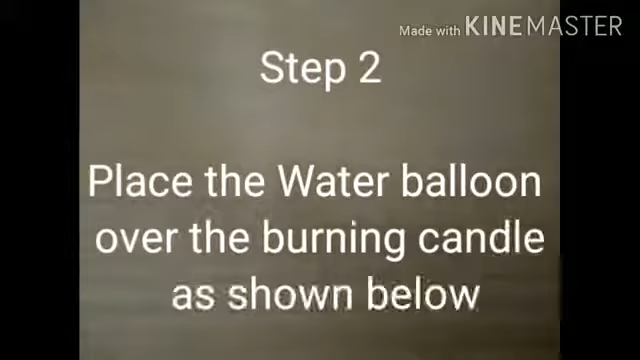 Made with KINEMASTER
Step 2
Place the Water balloon
over the burning candle
as shown below